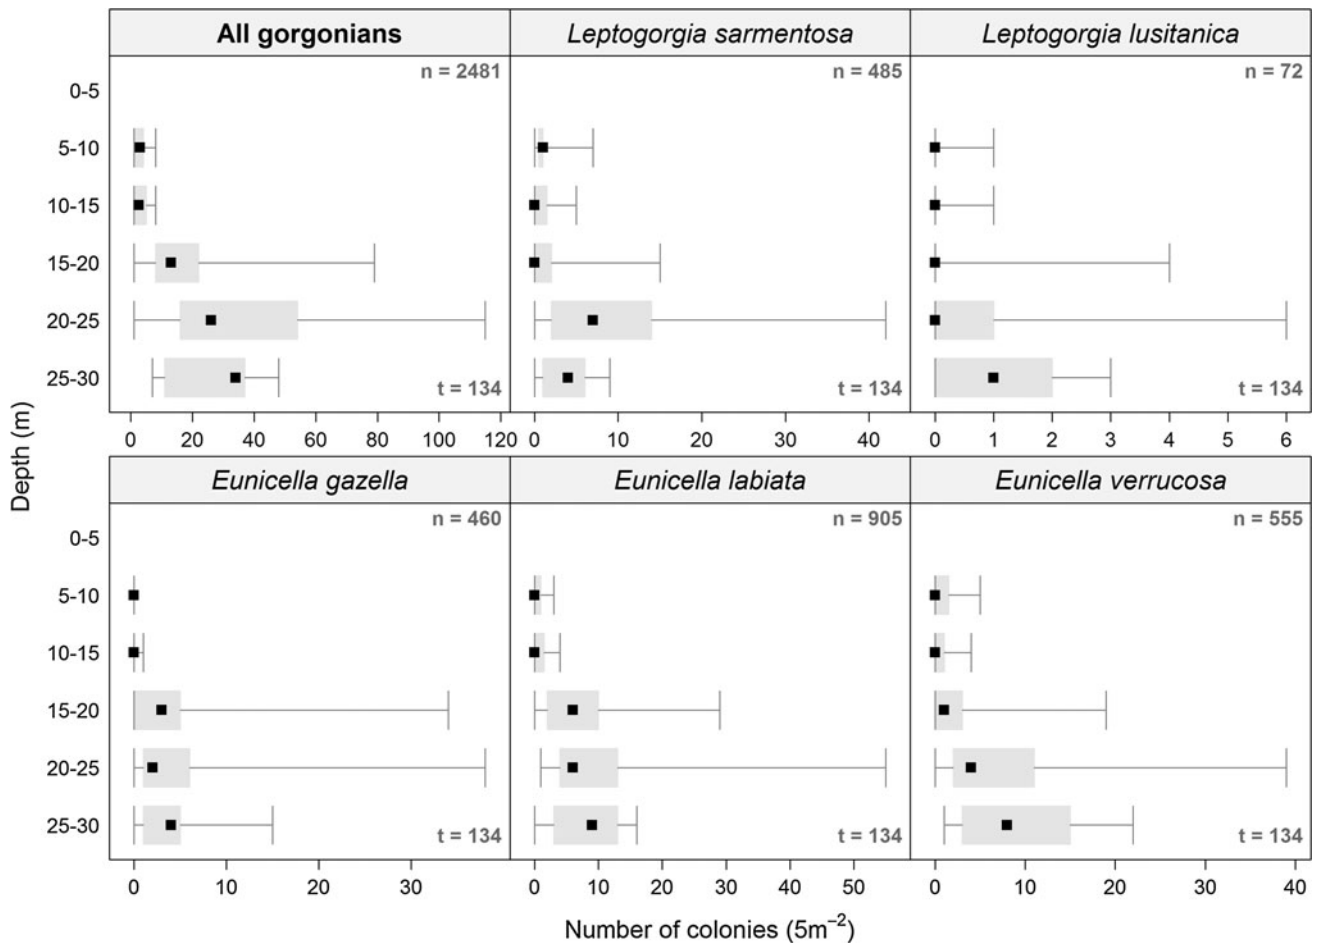 All gorgonians Leptogorgia sarmentosa Leptogorgia lusitanica
n = 2481 n = 485 n = 72
0-5
5-10
10-15
15-20
20-25
25-30
t = 134 t = 134 t = 134
0 20 40 60 80 100 120 0 10 20 30 40 0 1 2 3 4 5 6
Depth (m)
Eunicella gazella Eunicella labiata Eunicella verrucosa
n = 460 n = 905 n = 555
0-5
5-10
10-15
15-20
20-25
25-30
t = 134 t = 134 t = 134
0 10 20 30 0 10 20 30 40 50 0 10 20 30 40
Number of colonies (5m⁻²)